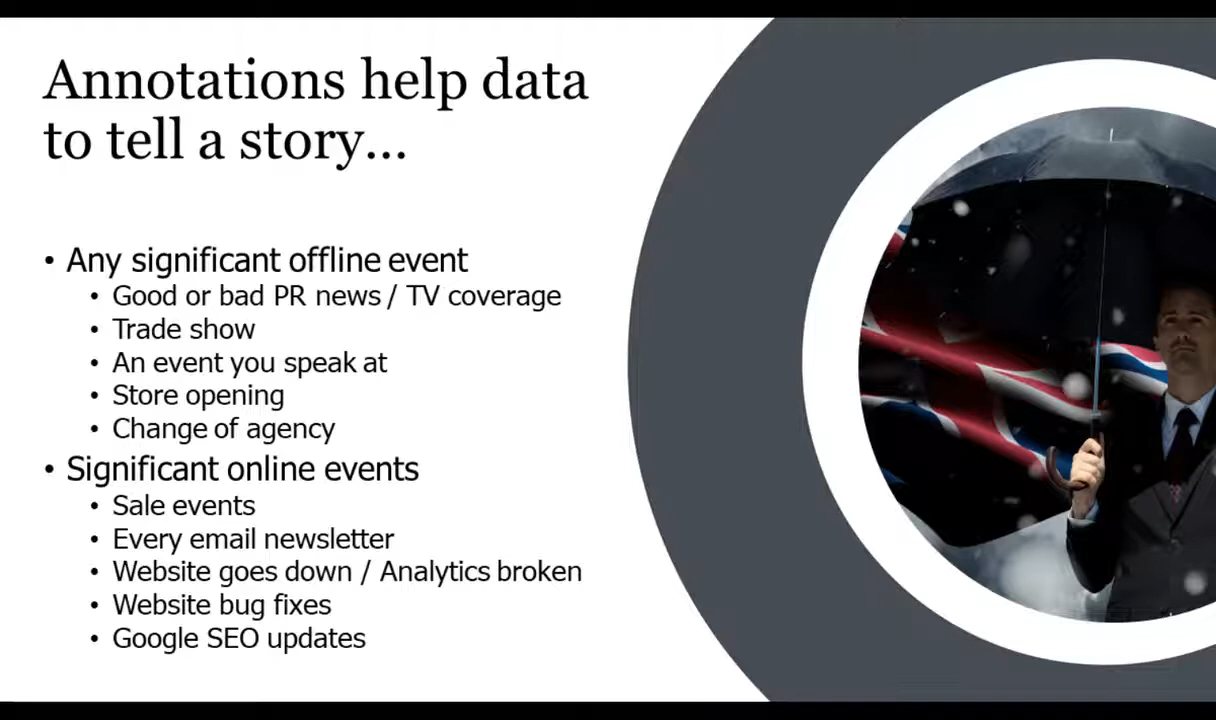 Annotations help data
to tell a story...
• Any significant offline event
• Good or bad PR news / TV coverage
• Trade show
• An event you speak at
• Store opening
• Change of agency
• Significant online events
• Sale events
• Every email newsletter
• Website goes down / Analytics broken
• Website bug fixes
• Google SEO updates